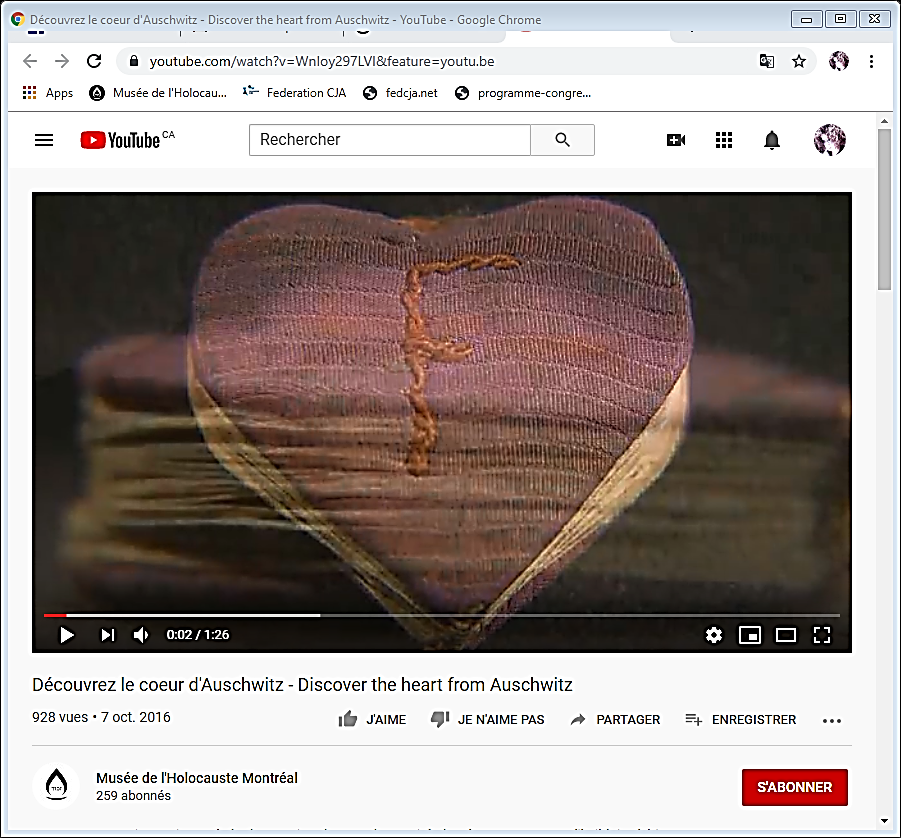 Découvrez le coeur d'Auschwitz - Discover the heart from Auschwitz - YouTube - Google Chrome
youtube.com/watch?v=WnIoy297LVI&feature=youtu.be
Apps Musée de l'Holocau... Federation CJA fedcja.net programme-congre...
YouTube CA Rechercher
F
0:02 / 1:26
Découvrez le coeur d'Auschwitz - Discover the heart from Auschwitz
928 vues • 7 oct. 2016 J'AIME JE N'AIME PAS PARTAGER ENREGISTRER
Musée de l'Holocauste Montréal
259 abonnés
S'ABONNER